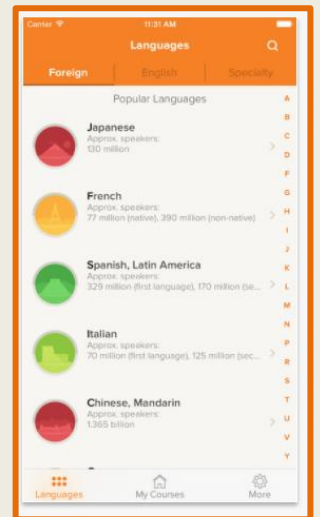 Carrier 11:31 AM
Languages
Foreign English Specialty
Popular Languages
Japanese
Approx. speakers:
130 million
French
Approx. speakers:
77 million (native), 390 million (non-native)
Spanish, Latin America
Approx. speakers:
329 million (first language), 170 million (se...
Italian
Approx. speakers:
70 million (first language), 125 million (sec...
Chinese, Mandarin
Approx. speakers:
1.365 billion
A
B
C
D
F
G
H
I
J
K
L
M
N
P
R
S
T
U
V
Y
Languages My Courses More